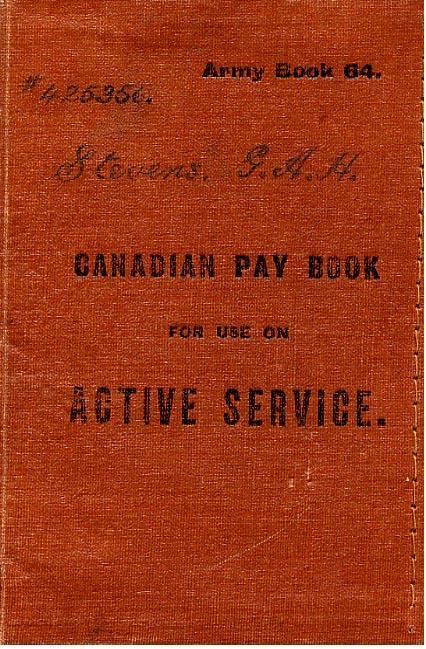 Army Book 64.
#425356.
Stevens. G.A.H.
CANADIAN PAY BOOK
FOR USE ON
ACTIVE SERVICE.